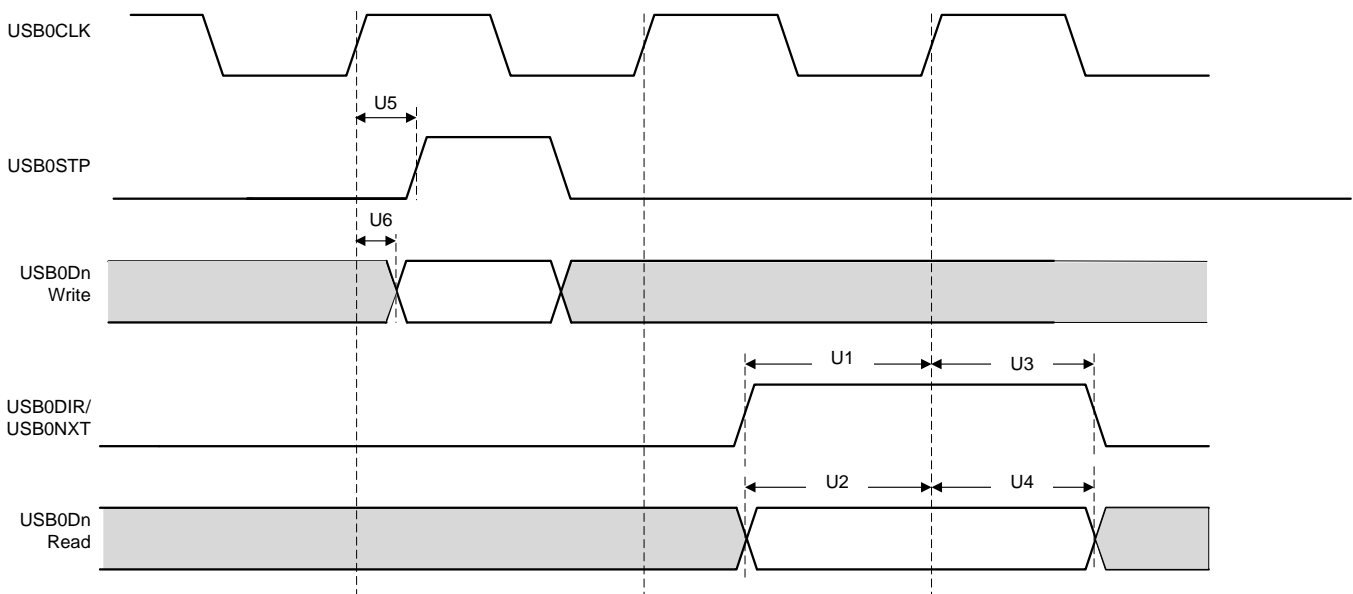 USB0CLK
U5
USB0STP
U6
USB0Dn
Write
U1
U3
USB0DIR/
USB0NXT
U2
U4
USB0Dn
Read